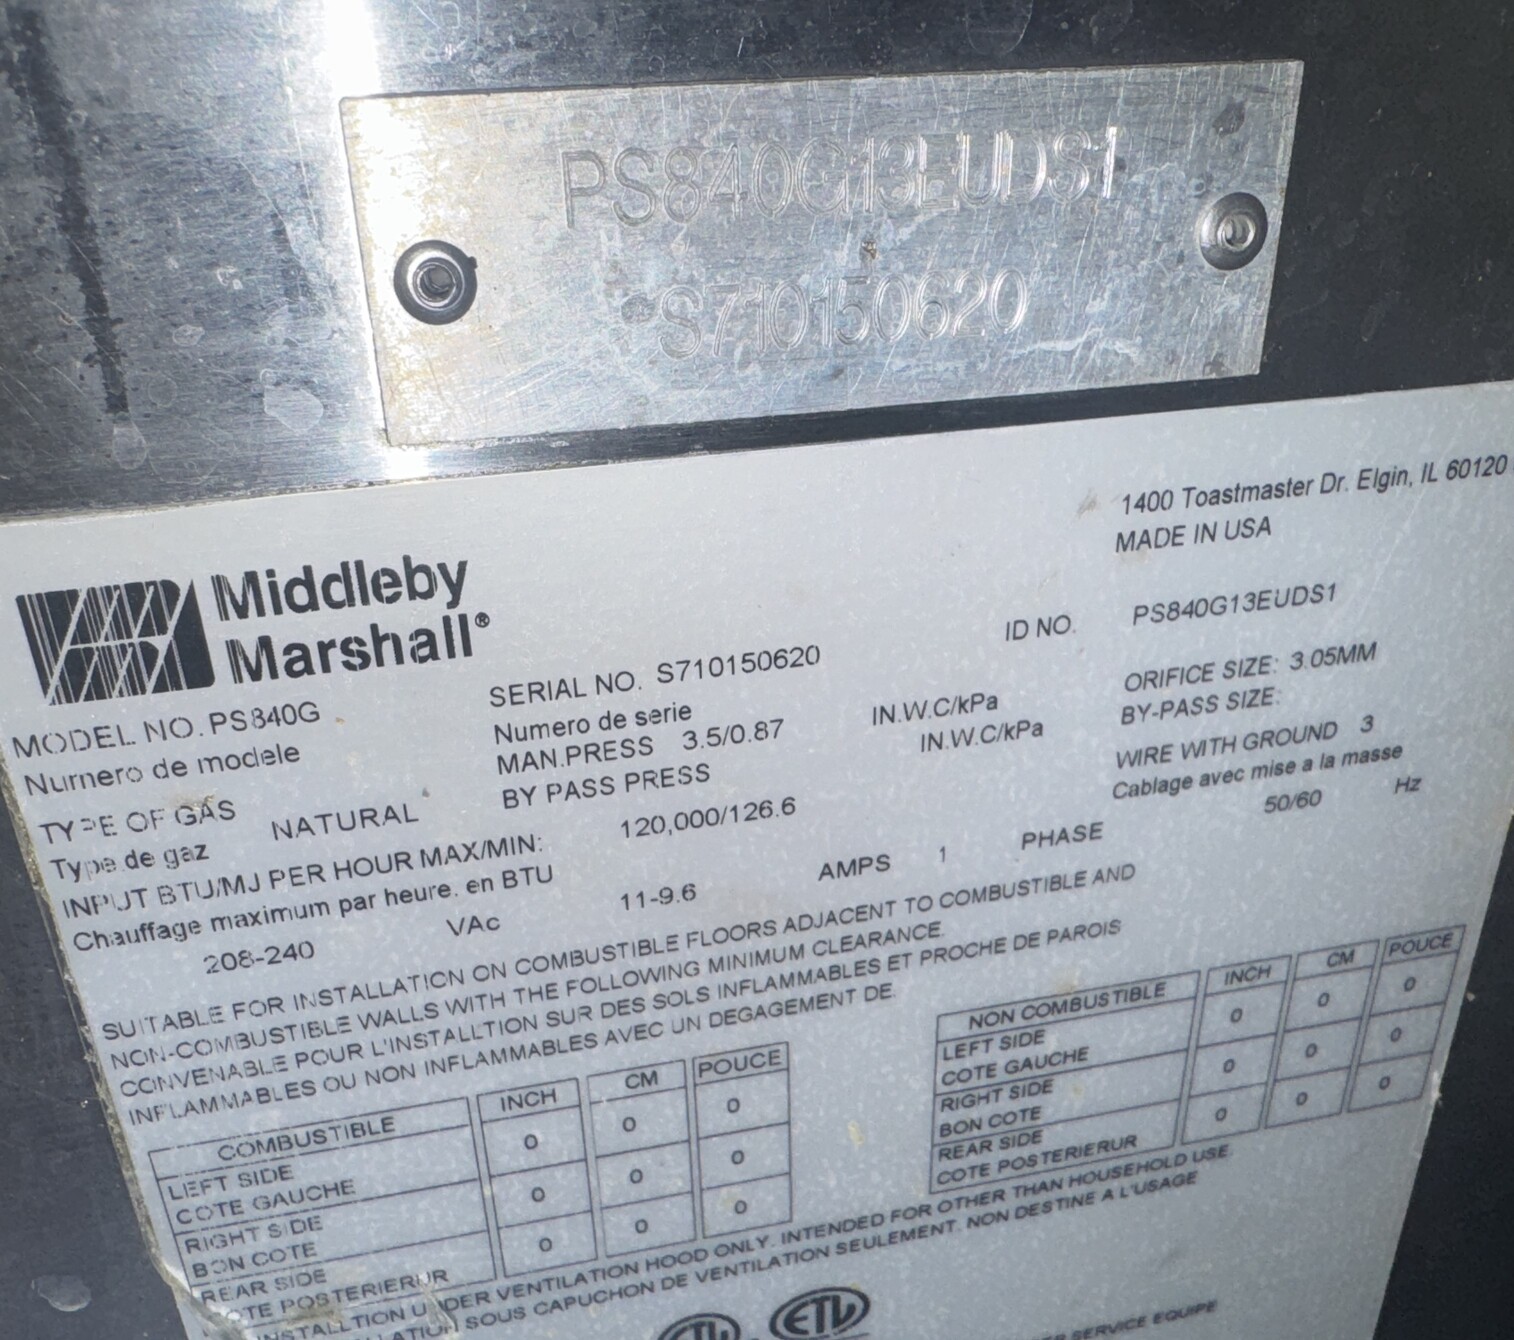 PS840G13EUDS1
S710150620
1400 Toastmaster Dr. Elgin, IL 60120
MADE IN USA
Middleby
Marshall®
ID NO. PS840G13EUDS1
MODEL NO. PS840G
Numero de modele
SERIAL NO. S710150620
Numero de serie
ORIFICE SIZE: 3.05MM
BY-PASS SIZE:
MAN.PRESS 3.5/0.87 IN.W.C/kPa
BY PASS PRESS IN.W.C/kPa
TYPE OF GAS NATURAL
Type de gaz
WIRE WITH GROUND 3
Cablage avec mise a la masse
INPUT BTU/MJ PER HOUR MAX/MIN: 120,000/126.6
Chauffage maximum par heure. en BTU
208-240 VAc 11-9.6 AMPS 1 PHASE 50/60 Hz
SUITABLE FOR INSTALLATION ON COMBUSTIBLE FLOORS ADJACENT TO COMBUSTIBLE AND
NON-COMBUSTIBLE WALLS WITH THE FOLLOWING MINIMUM CLEARANCE.
CONVENABLE POUR L'INSTALLTION SUR DES SOLS INFLAMMABLES ET PROCHE DE PAROIS
INFLAMMABLES OU NON INFLAMMABLES AVEC UN DEGAGEMENT DE
COMBUSTIBLE INCH CM POUCE
LEFT SIDE
COTE GAUCHE 0 0 0
RIGHT SIDE
BON COTE 0 0 0
REAR SIDE
COTE POSTERIERUR 0 0 0
NON COMBUSTIBLE INCH CM POUCE
LEFT SIDE
COTE GAUCHE 0 0 0
RIGHT SIDE
BON COTE 0 0 0
REAR SIDE
COTE POSTERIERUR 0 0 0
INSTALLTION UNDER VENTILATION HOOD ONLY. INTENDED FOR OTHER THAN HOUSEHOLD USE.
SOUS CAPUCHON DE VENTILATION SEULEMENT. NON DESTINE A L'USAGE
ETL
SERVICE EQUIPE